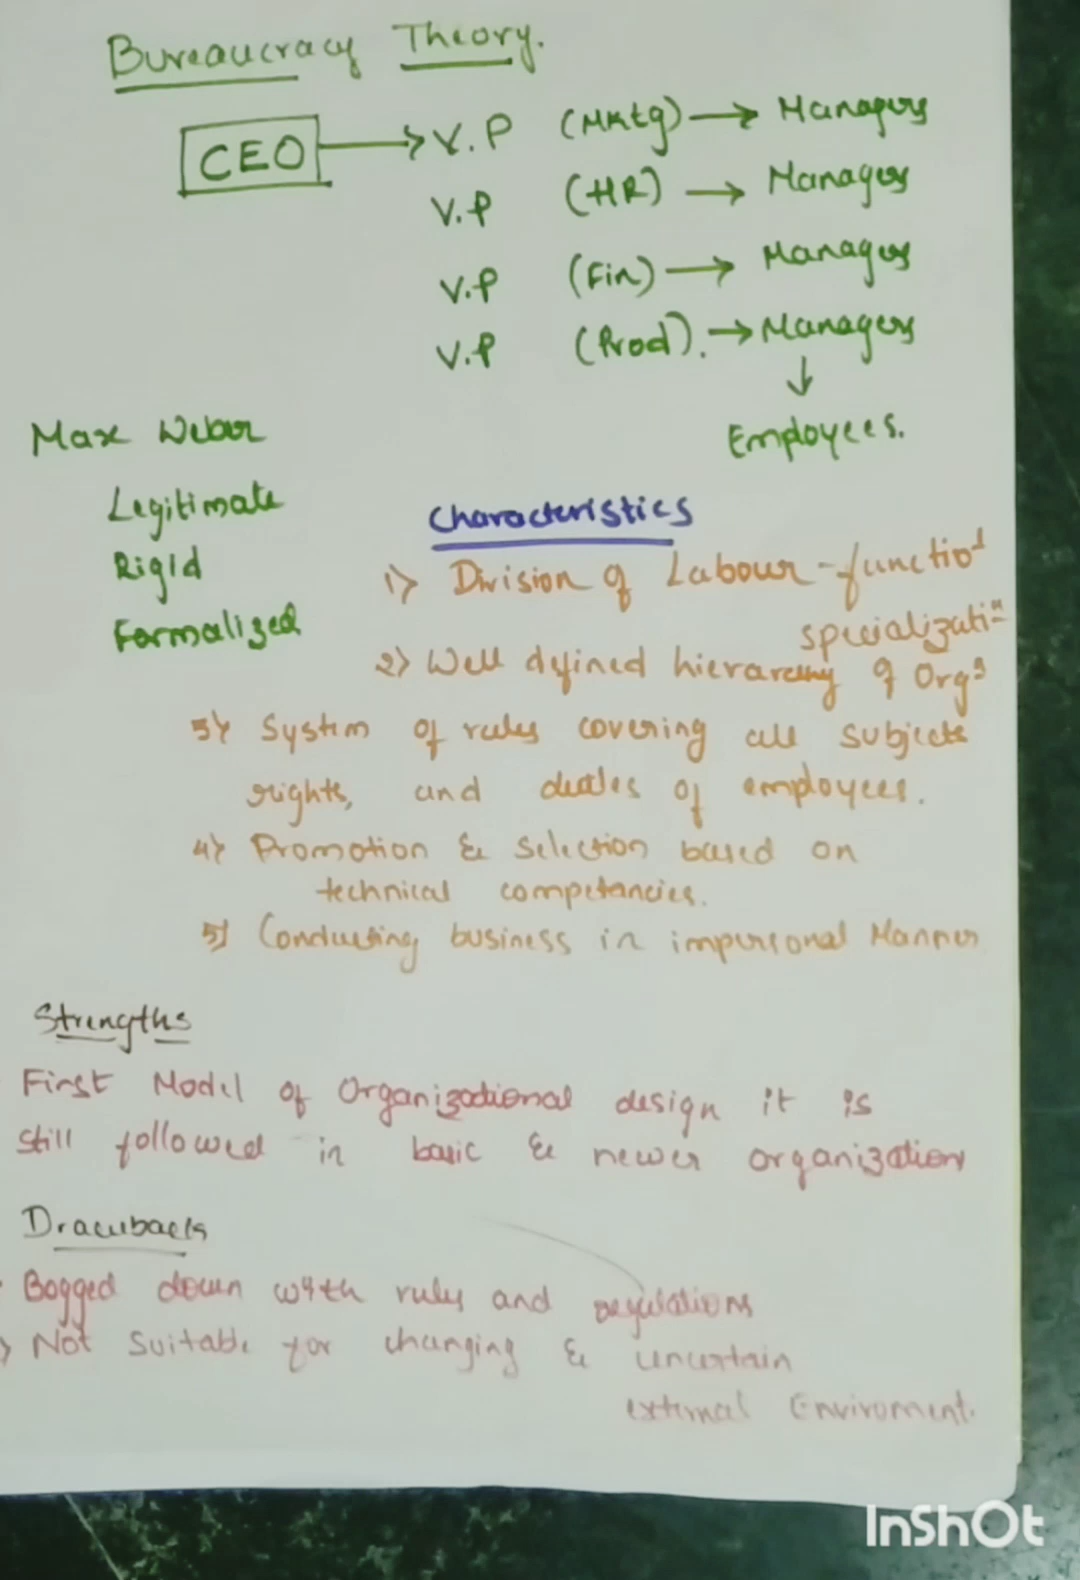 Bureaucracy Theory.
CEO → V.P (Mktg) → Managers
V.P (HR) → Managers
V.P (Fin) → Managers
V.P (Prod). → Managers
↓
Employees.
Max Weber
Legitimate
Rigid
Formalized
Characteristics
1) Division of Labour - functional
specialization
2) Well defined hierarchy of Orgn
3) System of rules covering all subjects
rights, and duties of employees.
4) Promotion & Selection based on
technical competancies.
5) Conducting business in impersonal Manner
Strengths
First Model of Organizational design it is
still followed in basic & newer organization
Drawbacks
Bogged down with rules and regulations
Not Suitable for changing & uncertain
external Enviroment.
InShOt